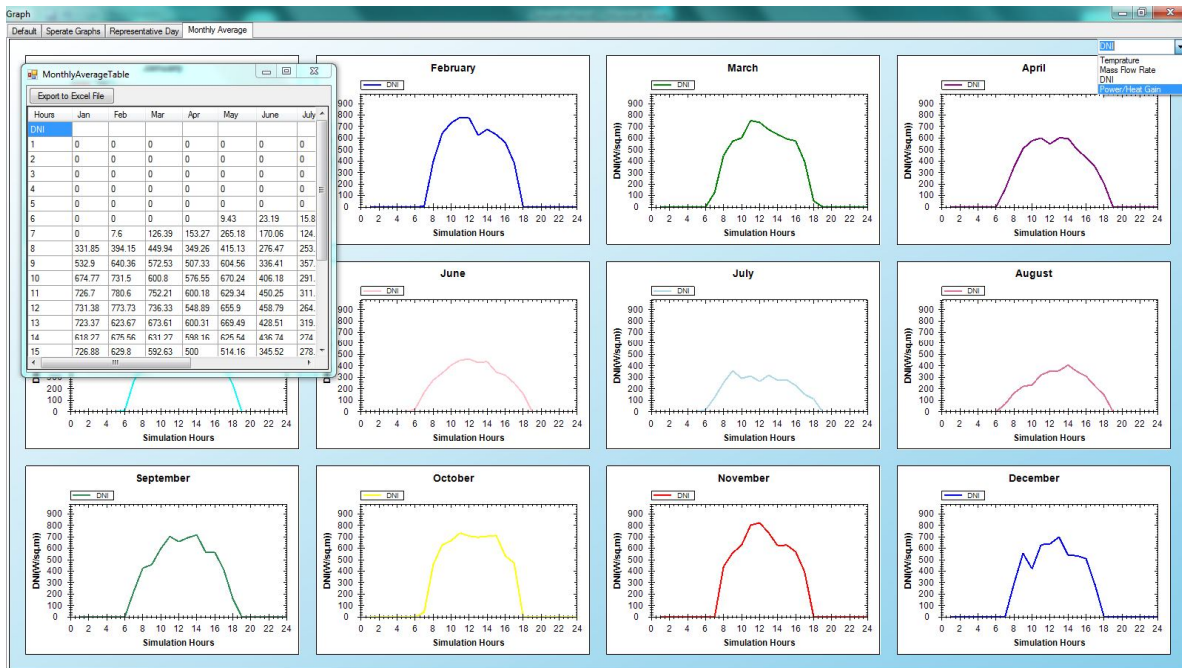 Graph
Default Sperate Graphs Representative Day Monthly Average
DNI
Temprature
Mass Flow Rate
DNI
Power/Heat Gain
MonthlyAverageTable
Export to Excel File
Hours Jan Feb Mar Apr May June July
DNI
1 0 0 0 0 0 0 0
2 0 0 0 0 0 0 0
3 0 0 0 0 0 0 0
4 0 0 0 0 0 0 0
5 0 0 0 0 0 0 0
6 0 0 0 0 9.43 23.19 15.8
7 0 7.6 126.39 153.27 265.18 170.06 124.
8 331.85 394.15 449.94 349.26 415.13 276.47 253.
9 532.9 640.36 572.53 507.33 604.56 336.41 357.
10 674.77 731.5 600.8 576.55 670.24 406.18 291.
11 726.7 780.6 752.21 600.18 629.34 450.25 311.
12 731.38 773.73 736.33 548.89 655.9 458.79 264.
13 723.37 623.67 673.61 600.31 669.49 428.51 319.
14 618.27 675.56 631.27 598.16 625.54 436.74 274.
15 726.88 629.8 592.63 500 514.16 345.52 278.
200
100
0
0 2 4 6 8 10 12 14 16 18 20 22 24
Simulation Hours
February
DNI
900
800
700
600
500
400
300
200
100
0
0 2 4 6 8 10 12 14 16 18 20 22 24
Simulation Hours
March
DNI
DNI(W/sq.m))
900
800
700
600
500
400
300
200
100
0
0 2 4 6 8 10 12 14 16 18 20 22 24
Simulation Hours
April
DNI
DNI(W/sq.m))
900
800
700
600
500
400
300
200
100
0
0 2 4 6 8 10 12 14 16 18 20 22 24
Simulation Hours
June
DNI
900
800
700
600
500
400
300
200
100
0
0 2 4 6 8 10 12 14 16 18 20 22 24
Simulation Hours
July
DNI
DNI(W/sq.m))
900
800
700
600
500
400
300
200
100
0
0 2 4 6 8 10 12 14 16 18 20 22 24
Simulation Hours
August
DNI
DNI(W/sq.m))
900
800
700
600
500
400
300
200
100
0
0 2 4 6 8 10 12 14 16 18 20 22 24
Simulation Hours
September
DNI
DNI(W/sq.m))
900
800
700
600
500
400
300
200
100
0
0 2 4 6 8 10 12 14 16 18 20 22 24
Simulation Hours
October
DNI
DNI(W/sq.m))
900
800
700
600
500
400
300
200
100
0
0 2 4 6 8 10 12 14 16 18 20 22 24
Simulation Hours
November
DNI
DNI(W/sq.m))
900
800
700
600
500
400
300
200
100
0
0 2 4 6 8 10 12 14 16 18 20 22 24
Simulation Hours
December
DNI
DNI(W/sq.m))
900
800
700
600
500
400
300
200
100
0
0 2 4 6 8 10 12 14 16 18 20 22 24
Simulation Hours